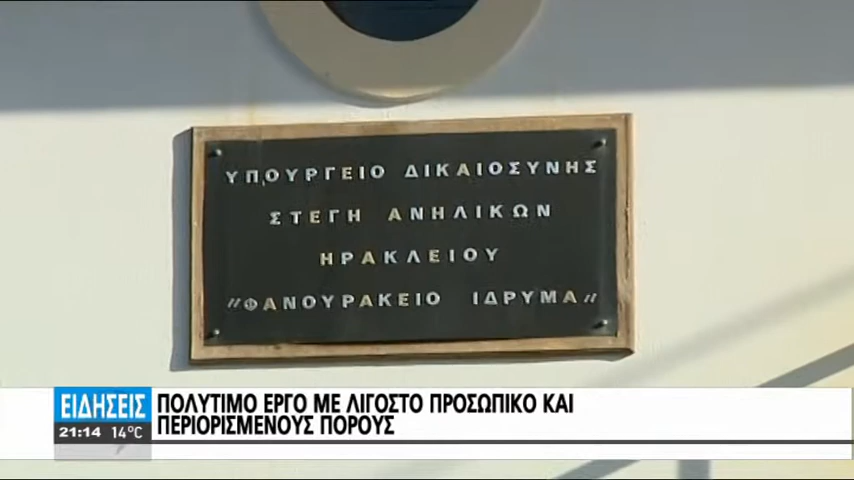 ΥΠΟΥΡΓΕΙΟ ΔΙΚΑΙΟΣΥΝΗΣ
ΣΤΕΓΗ ΑΝΗΛΙΚΩΝ
ΗΡΑΚΛΕΙΟΥ
"ΦΑΝΟΥΡΑΚΕΙΟ ΙΔΡΥΜΑ"
ΕΙΔΗΣΕΙΣ
21:14 14°C
ΠΟΛΥΤΙΜΟ ΕΡΓΟ ΜΕ ΛΙΓΟΣΤΟ ΠΡΟΣΩΠΙΚΟ ΚΑΙ
ΠΕΡΙΟΡΙΣΜΕΝΟΥΣ ΠΟΡΟΥΣ